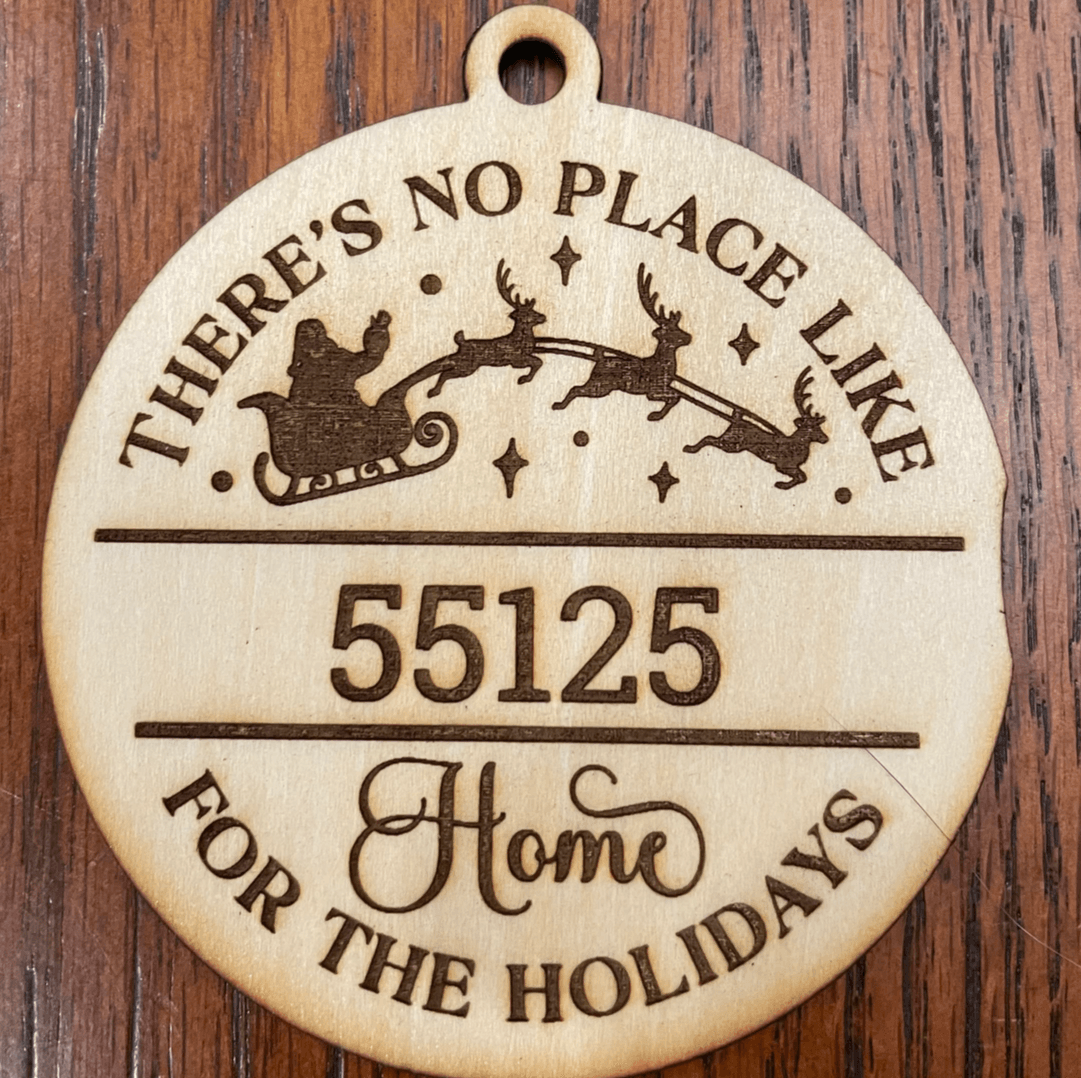 THERE'S NO PLACE LIKE
55125
Home
FOR THE HOLIDAYS